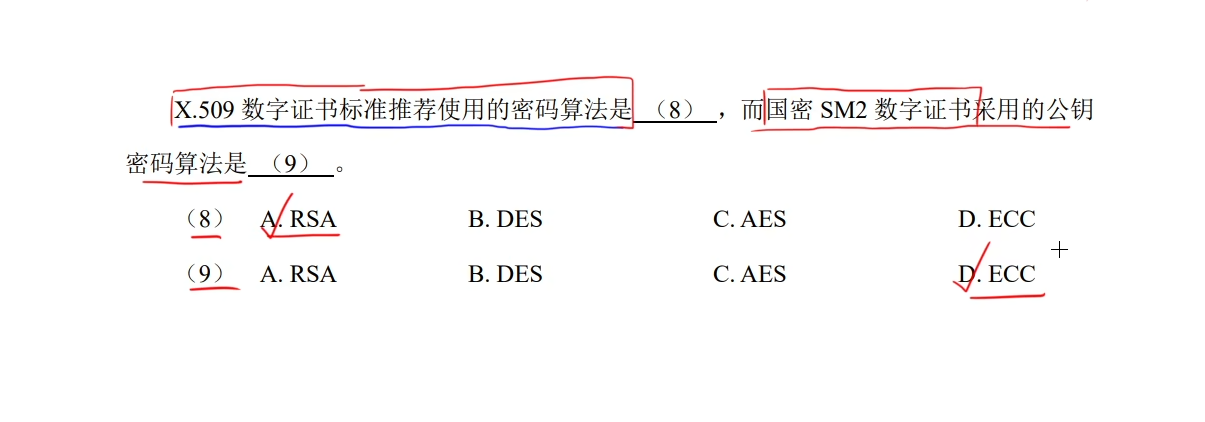 X.509 数字证书标准推荐使用的密码算法是 （8） ，而国密 SM2 数字证书采用的公钥
密码算法是 （9） 。
（8） A. RSA B. DES C. AES D. ECC
（9） A. RSA B. DES C. AES D. ECC